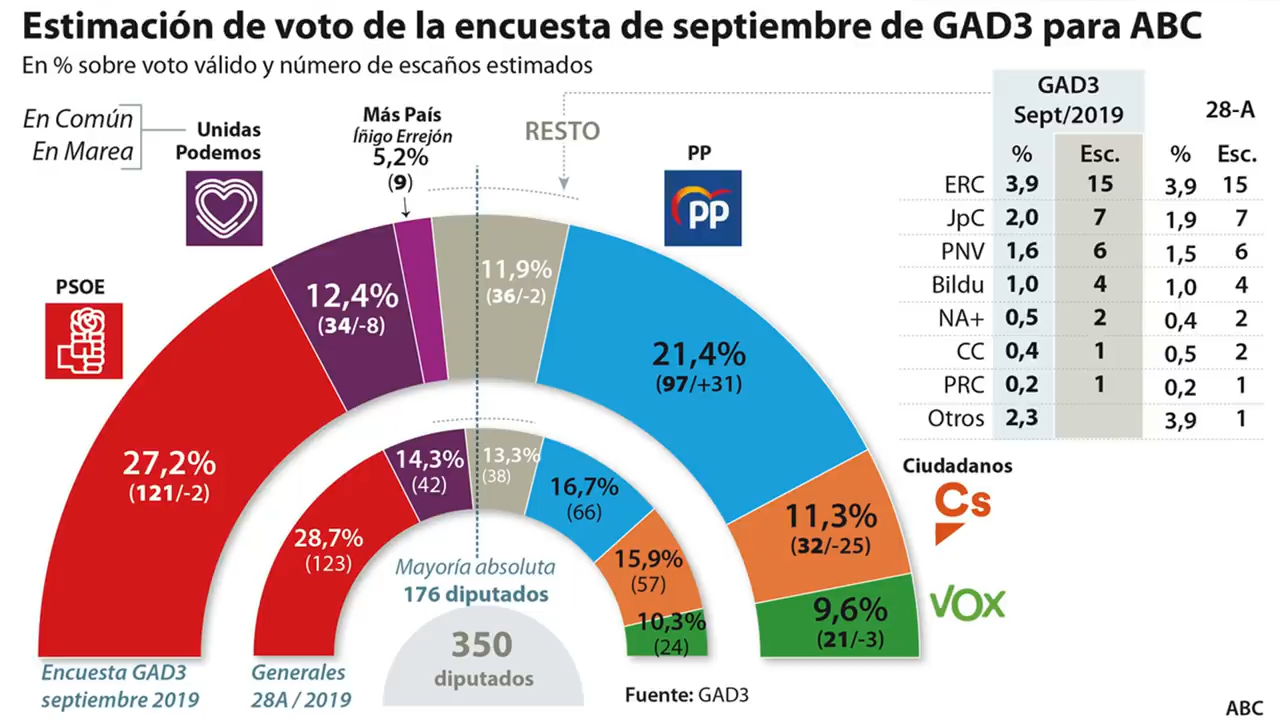 Estimación de voto de la encuesta de septiembre de GAD3 para ABC
En % sobre voto válido y número de escaños estimados
En Común
En Marea
Unidas
Podemos
Más País
Íñigo Errejón
5,2%
(9)
RESTO
PP
PP
PSOE
12,4%
(34/-8)
11,9%
(36/-2)
21,4%
(97/+31)
27,2%
(121/-2)
14,3%
(42)
13,3%
(38)
16,7%
(66)
28,7%
(123)
15,9%
(57)
10,3%
(24)
11,3%
(32/-25)
9,6%
(21/-3)
Mayoría absoluta
176 diputados
350
diputados
Encuesta GAD3
septiembre 2019
Generales
28A / 2019
Fuente: GAD3
GAD3
Sept/2019
28-A
% Esc. % Esc.
ERC 3,9 15 3,9 15
JpC 2,0 7 1,9 7
PNV 1,6 6 1,5 6
Bildu 1,0 4 1,0 4
NA+ 0,5 2 0,4 2
CC 0,4 1 0,5 2
PRC 0,2 1 0,2 1
Otros 2,3 3,9 1
Ciudadanos
Cs
VOX
ABC